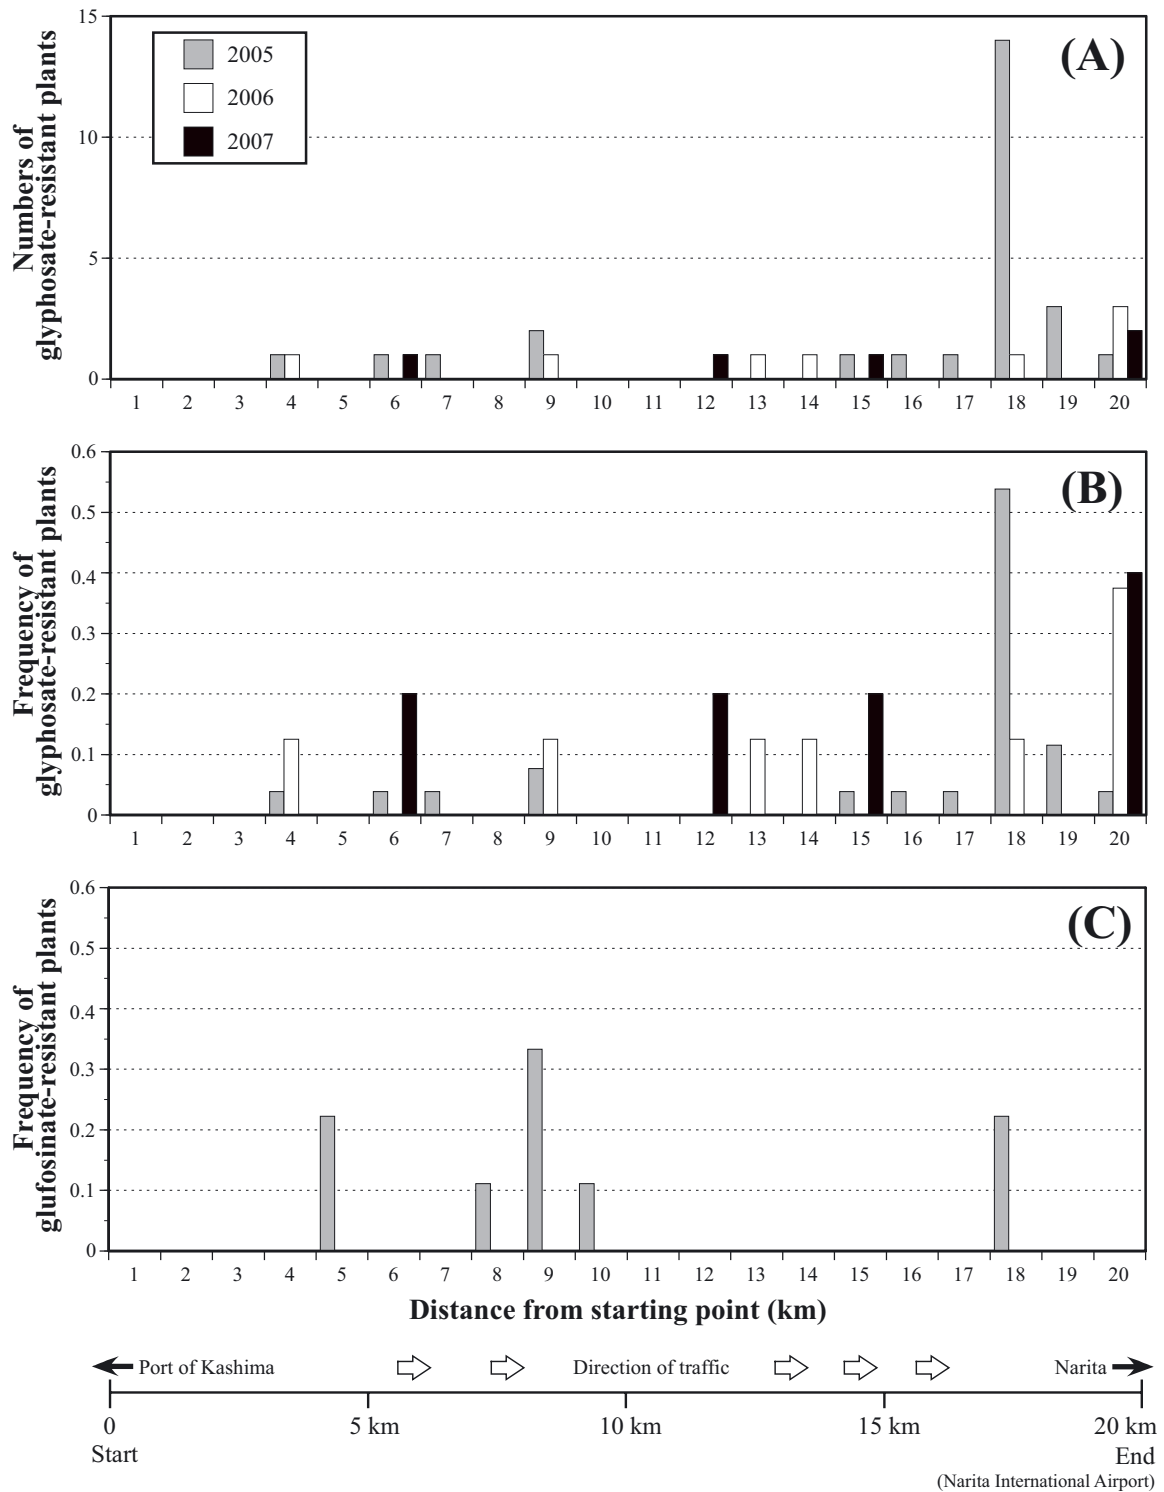 15
10
5
0
Numbers of
glyphosate-resistant plants
2005
2006
2007
(A)
1 2 3 4 5 6 7 8 9 10 11 12 13 14 15 16 17 18 19 20
0.6
0.5
0.4
0.3
0.2
0.1
0
Frequency of
glyphosate-resistant plants
(B)
1 2 3 4 5 6 7 8 9 10 11 12 13 14 15 16 17 18 19 20
0.6
0.5
0.4
0.3
0.2
0.1
0
Frequency of
glufosinate-resistant plants
(C)
1 2 3 4 5 6 7 8 9 10 11 12 13 14 15 16 17 18 19 20
Distance from starting point (km)
Port of Kashima Direction of traffic Narita
0 5 km 10 km 15 km 20 km
Start End
(Narita International Airport)